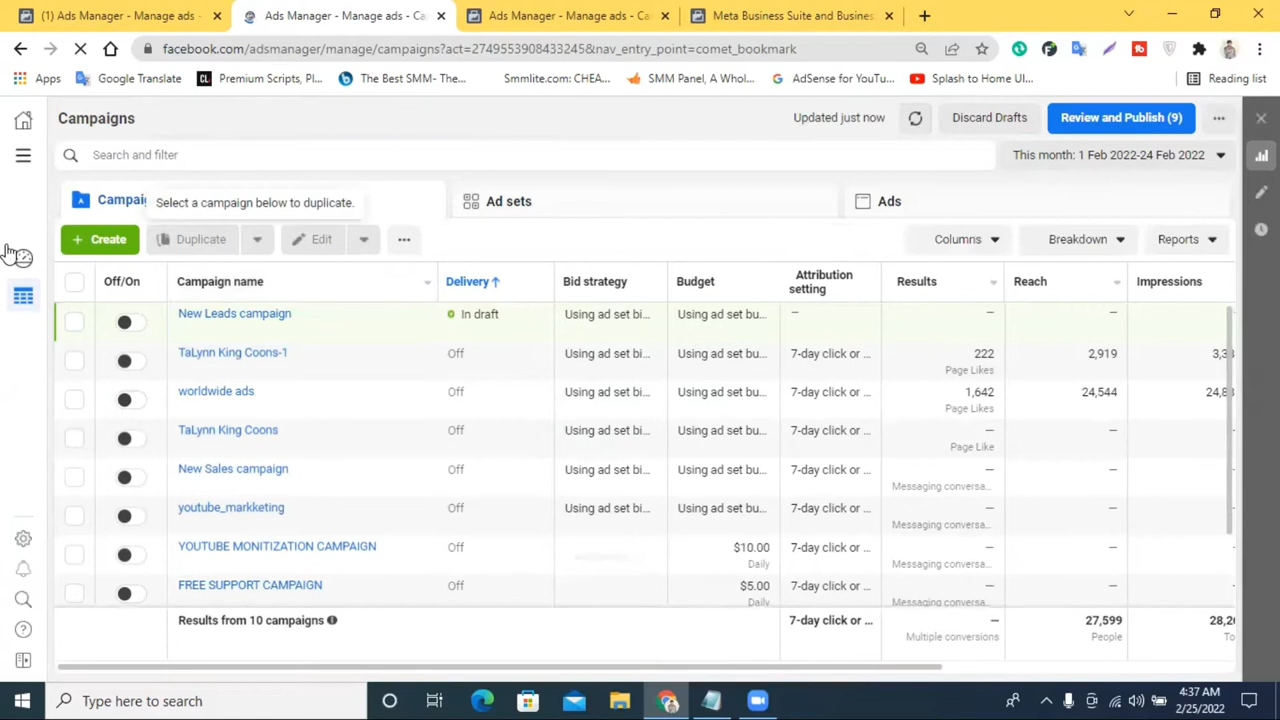 (1) Ads Manager - Manage ads -
Ads Manager - Manage ads - Ca
Ads Manager - Manage ads - Ca
Meta Business Suite and Busines
facebook.com/adsmanager/manage/campaigns?act=2749553908433245&nav_entry_point=comet_bookmark
Apps
Google Translate
Premium Scripts, Pl...
The Best SMM- The...
Smmlite.com: CHEA...
SMM Panel, A Whol...
AdSense for YouTu...
Splash to Home UI...
Reading list
Campaigns
Updated just now
Discard Drafts
Review and Publish (9)
Search and filter
This month: 1 Feb 2022-24 Feb 2022
Campai
Select a campaign below to duplicate.
Ad sets
Ads
+ Create
Duplicate
Edit
Columns
Breakdown
Reports
Off/On
Campaign name
Delivery ↑
Bid strategy
Budget
Attribution
setting
Results
Reach
Impressions
New Leads campaign
In draft
Using ad set bi...
Using ad set bu...
—
—
—
—
TaLynn King Coons-1
Off
Using ad set bi...
Using ad set bu...
7-day click or ...
222
Page Likes
2,919
3,3
worldwide ads
Off
Using ad set bi...
Using ad set bu...
7-day click or ...
1,642
Page Likes
24,544
24,8
TaLynn King Coons
Off
Using ad set bi...
Using ad set bu...
7-day click or ...
—
Page Like
—
—
New Sales campaign
Off
Using ad set bi...
Using ad set bu...
7-day click or ...
—
Messaging conversa...
—
—
youtube_markketing
Off
Using ad set bi...
Using ad set bu...
7-day click or ...
—
Messaging conversa...
—
—
YOUTUBE MONITIZATION CAMPAIGN
Off
$10.00
Daily
7-day click or ...
—
Messaging conversa...
—
—
FREE SUPPORT CAMPAIGN
Off
$5.00
Daily
7-day click or ...
—
Messaging conversa...
—
—
Results from 10 campaigns
7-day click or ...
—
Multiple conversions
27,599
People
28,2
To
Type here to search
4:37 AM
2/25/2022